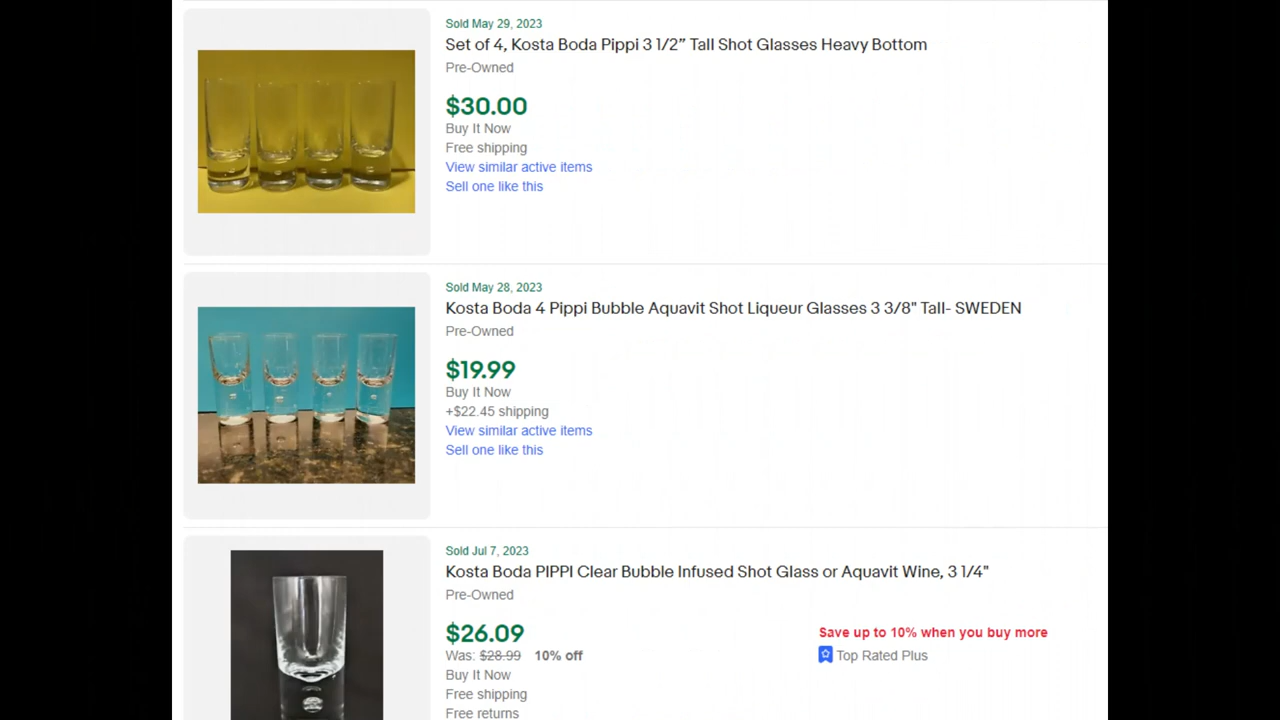 Sold May 29, 2023
Set of 4, Kosta Boda Pippi 3 1/2” Tall Shot Glasses Heavy Bottom
Pre-Owned
$30.00
Buy It Now
Free shipping
View similar active items
Sell one like this
Sold May 28, 2023
Kosta Boda 4 Pippi Bubble Aquavit Shot Liqueur Glasses 3 3/8" Tall- SWEDEN
Pre-Owned
$19.99
Buy It Now
+$22.45 shipping
View similar active items
Sell one like this
Sold Jul 7, 2023
Kosta Boda PIPPI Clear Bubble Infused Shot Glass or Aquavit Wine, 3 1/4"
Pre-Owned
$26.09
Was: $28.99 10% off
Buy It Now
Free shipping
Free returns
Save up to 10% when you buy more
Top Rated Plus